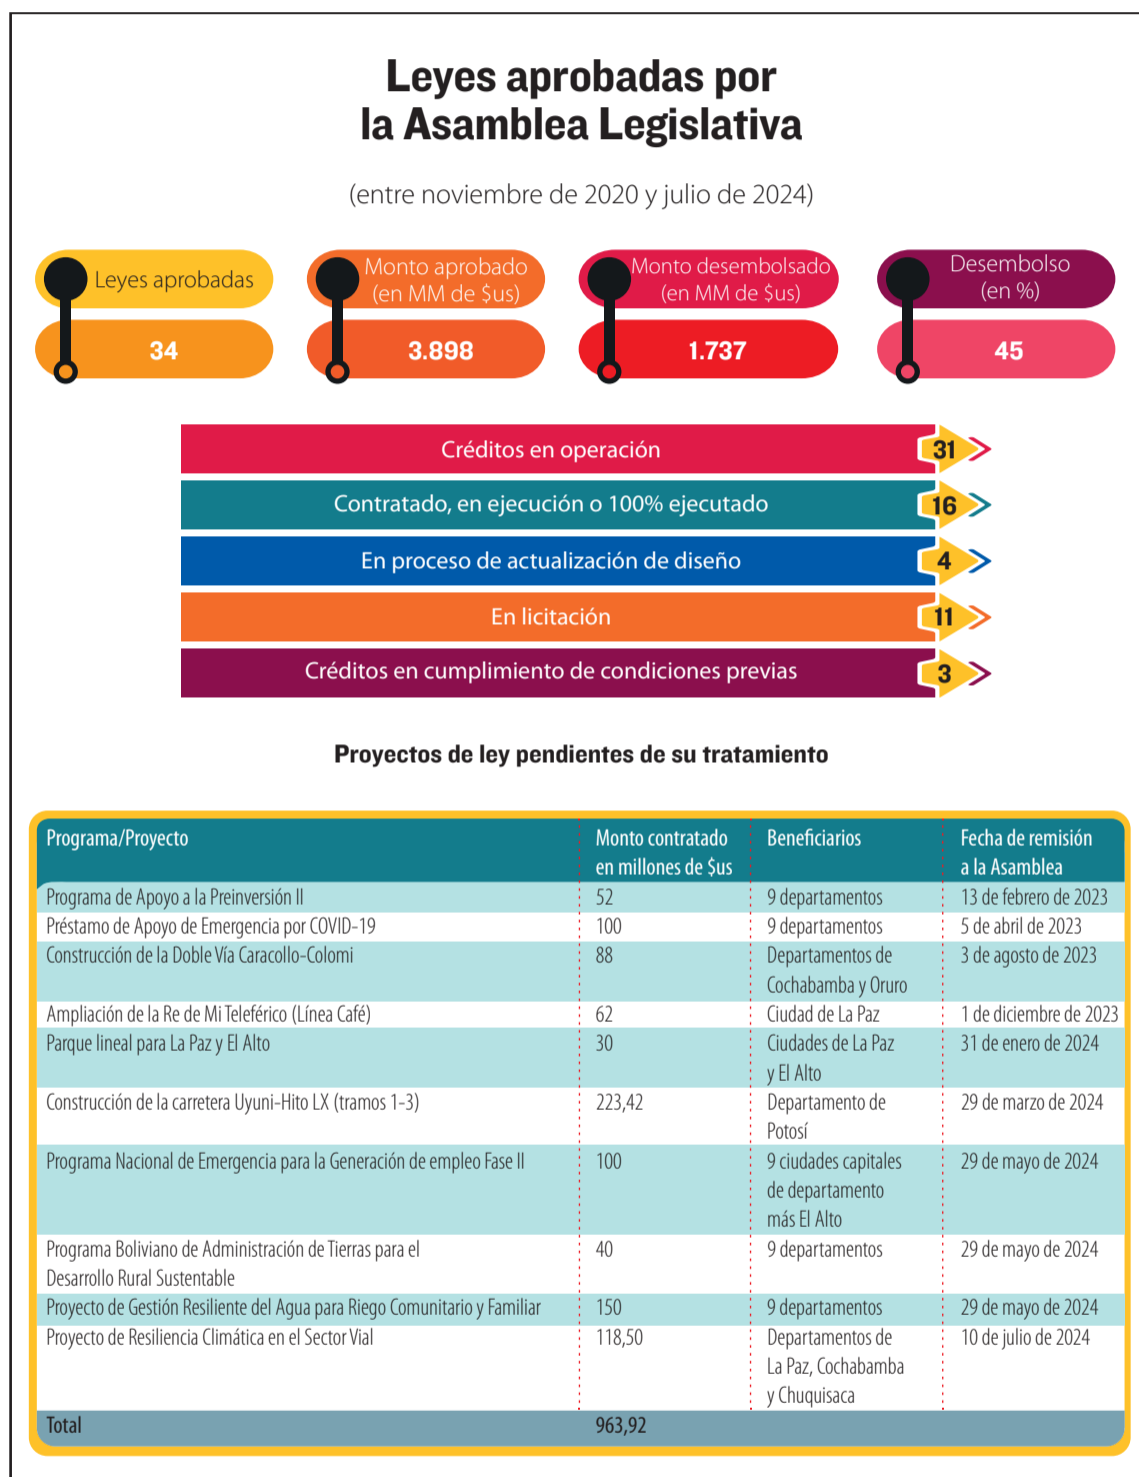 Leyes aprobadas por
la Asamblea Legislativa
(entre noviembre de 2020 y julio de 2024)
Leyes aprobadas
34
Monto aprobado
(en MM de $us)
3.898
Monto desembolsado
(en MM de $us)
1.737
Desembolso
(en %)
45
Créditos en operación 31
Contratado, en ejecución o 100% ejecutado 16
En proceso de actualización de diseño 4
En licitación 11
Créditos en cumplimiento de condiciones previas 3
Proyectos de ley pendientes de su tratamiento
Programa/Proyecto Monto contratado Beneficiarios Fecha de remisión
en millones de $us a la Asamblea
Programa de Apoyo a la Preinversión II 52 9 departamentos 13 de febrero de 2023
Préstamo de Apoyo de Emergencia por COVID-19 100 9 departamentos 5 de abril de 2023
Construcción de la Doble Vía Caracollo-Colomi 88 Departamentos de 3 de agosto de 2023
Cochabamba y Oruro
Ampliación de la Re de Mi Teleférico (Línea Café) 62 Ciudad de La Paz 1 de diciembre de 2023
Parque lineal para La Paz y El Alto 30 Ciudades de La Paz 31 de enero de 2024
y El Alto
Construcción de la carretera Uyuni-Hito LX (tramos 1-3) 223,42 Departamento de 29 de marzo de 2024
Potosí
Programa Nacional de Emergencia para la Generación de empleo Fase II 100 9 ciudades capitales 29 de mayo de 2024
de departamento
más El Alto
Programa Boliviano de Administración de Tierras para el 40 9 departamentos 29 de mayo de 2024
Desarrollo Rural Sustentable
Proyecto de Gestión Resiliente del Agua para Riego Comunitario y Familiar 150 9 departamentos 29 de mayo de 2024
Proyecto de Resiliencia Climática en el Sector Vial 118,50 Departamentos de 10 de julio de 2024
La Paz, Cochabamba
y Chuquisaca
Total 963,92